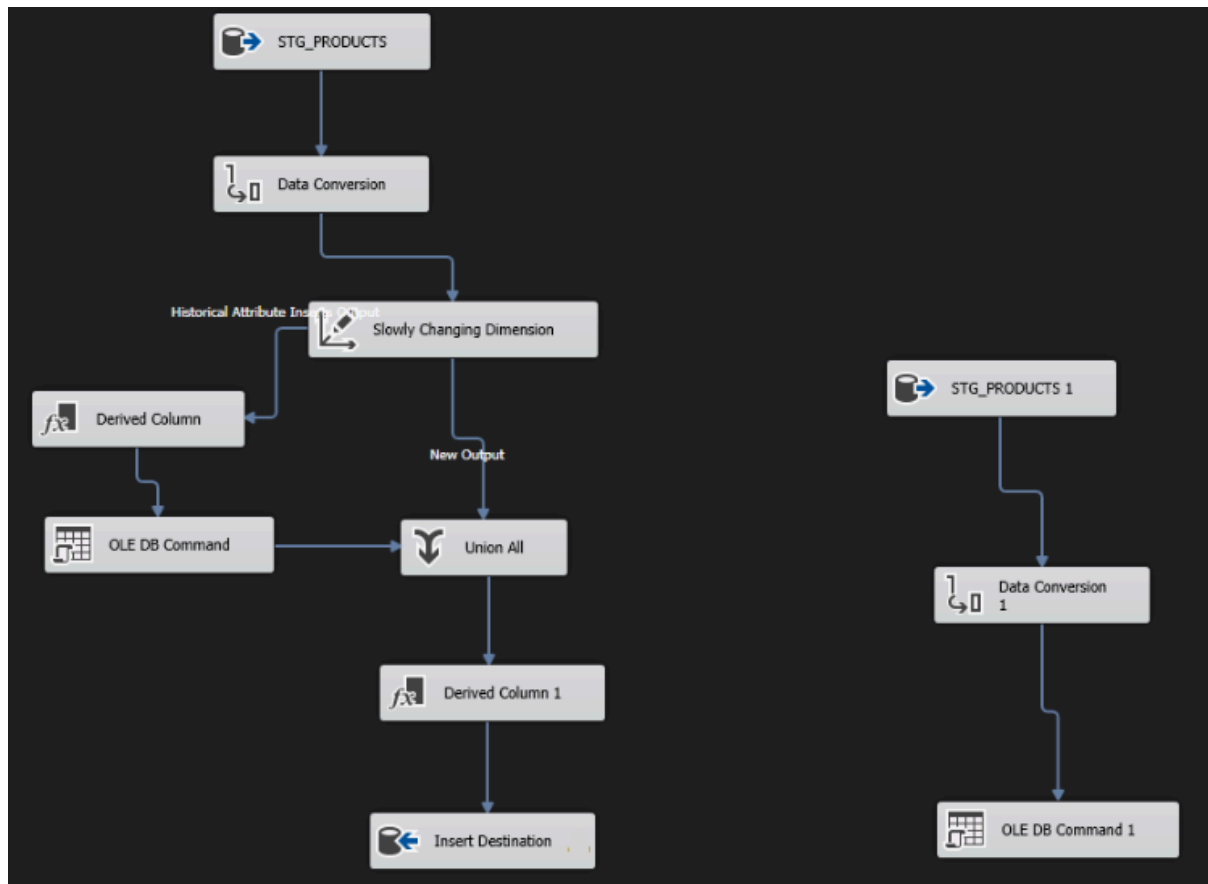 STG_PRODUCTS
Data Conversion
Historical Attribute Inserts Output
Slowly Changing Dimension
Derived Column
New Output
OLE DB Command
Union All
Derived Column 1
Insert Destination
STG_PRODUCTS 1
Data Conversion
1
OLE DB Command 1